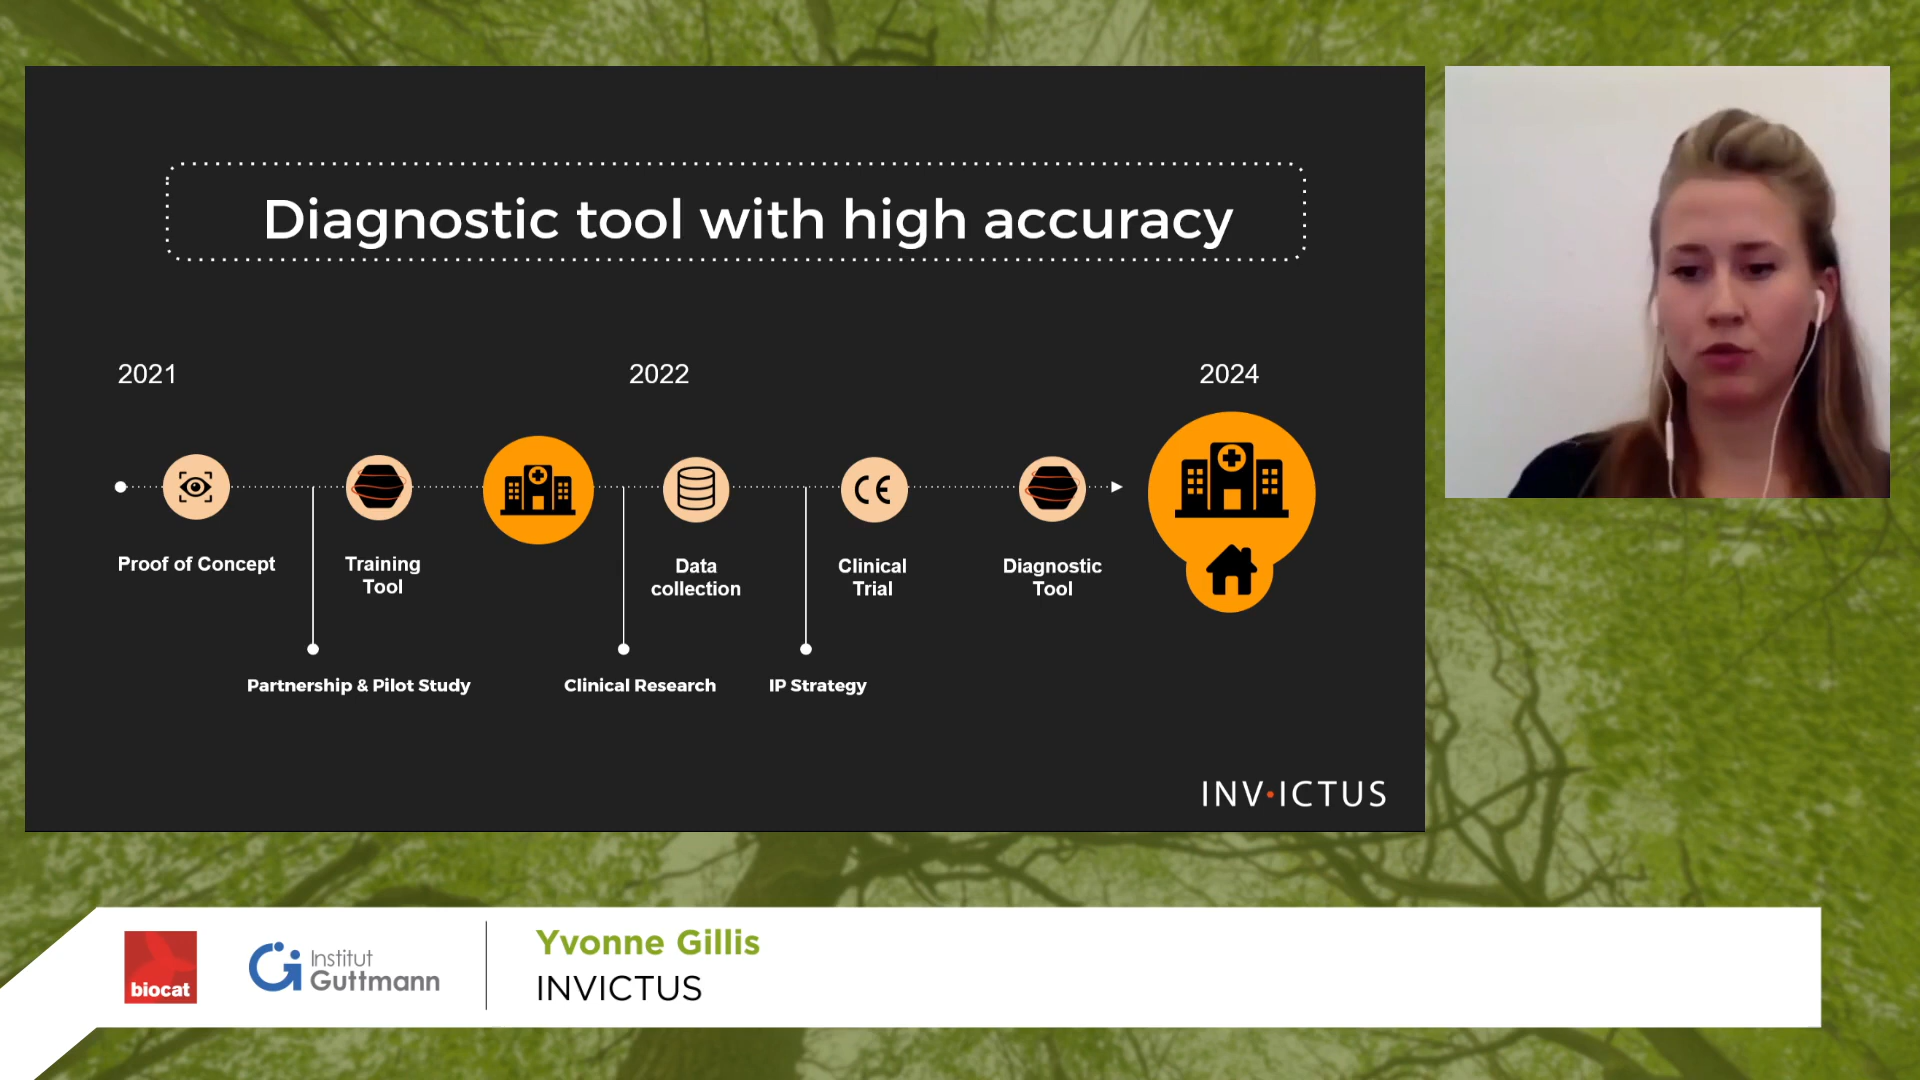 Diagnostic tool with high accuracy
2021
2022
2024
CE
Proof of Concept
Training
Tool
Data
collection
Clinical
Trial
Diagnostic
Tool
Partnership & Pilot Study
Clinical Research
IP Strategy
INV·ICTUS
biocat
Institut
Guttmann
Yvonne Gillis
INVICTUS